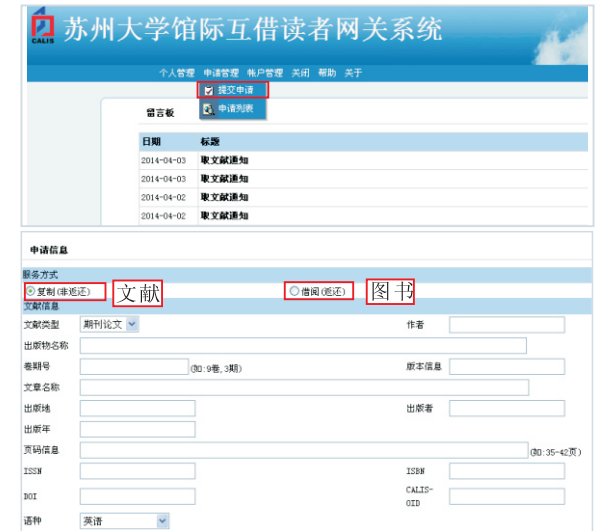 CALIS 苏州大学馆际互借读者网关系统
个人管理 申请管理 帐户管理 关闭 帮助 关于
提交申请
留言板 申请列表
日期 标题
2014-04-03 取文献通知
2014-04-03 取文献通知
2014-04-02 取文献通知
2014-04-02 取文献通知
申请信息
服务方式
复制(非返还) 文献 借阅(返还) 图书
文献信息
文献类型 期刊论文 作者
出版物名称
卷期号 (如:9卷,3期) 版本信息
文章名称
出版地 出版者
出版年
页码信息 (如:35-42页)
ISSN ISBN
DOI CALIS-
OID
语种 英语